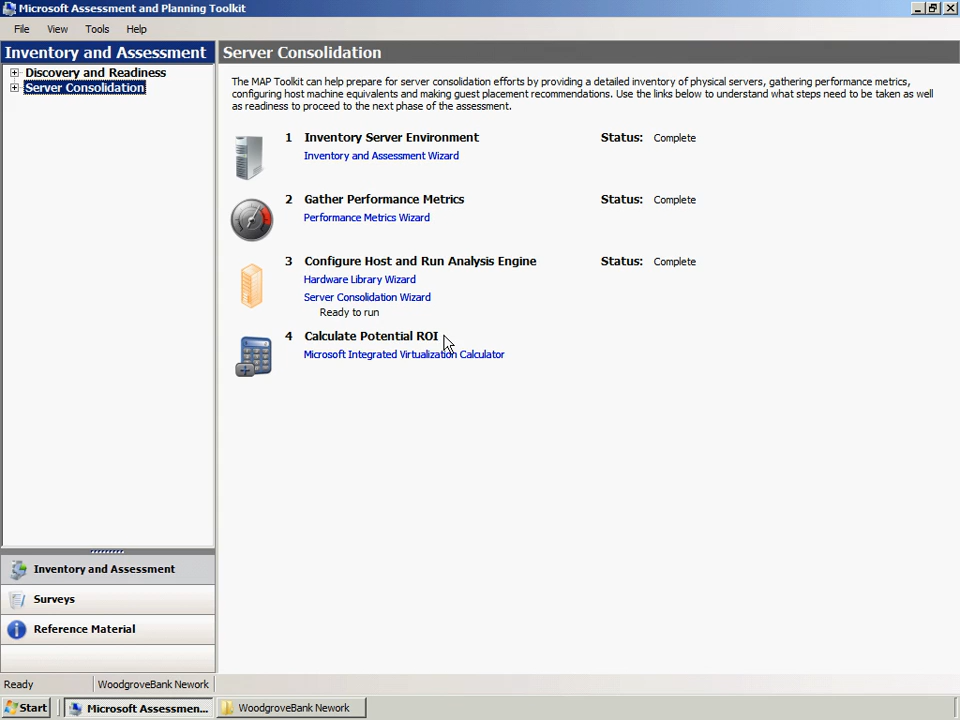 Microsoft Assessment and Planning Toolkit
File View Tools Help
Inventory and Assessment
Discovery and Readiness
Server Consolidation
Server Consolidation
The MAP Toolkit can help prepare for server consolidation efforts by providing a detailed inventory of physical servers, gathering performance metrics,
configuring host machine equivalents and making guest placement recommendations. Use the links below to understand what steps need to be taken as well
as readiness to proceed to the next phase of the assessment.
1 Inventory Server Environment Status: Complete
Inventory and Assessment Wizard
2 Gather Performance Metrics Status: Complete
Performance Metrics Wizard
3 Configure Host and Run Analysis Engine Status: Complete
Hardware Library Wizard
Server Consolidation Wizard
Ready to run
4 Calculate Potential ROI
Microsoft Integrated Virtualization Calculator
Inventory and Assessment
Surveys
Reference Material
Ready WoodgroveBank Nework
Start Microsoft Assessmen... WoodgroveBank Nework